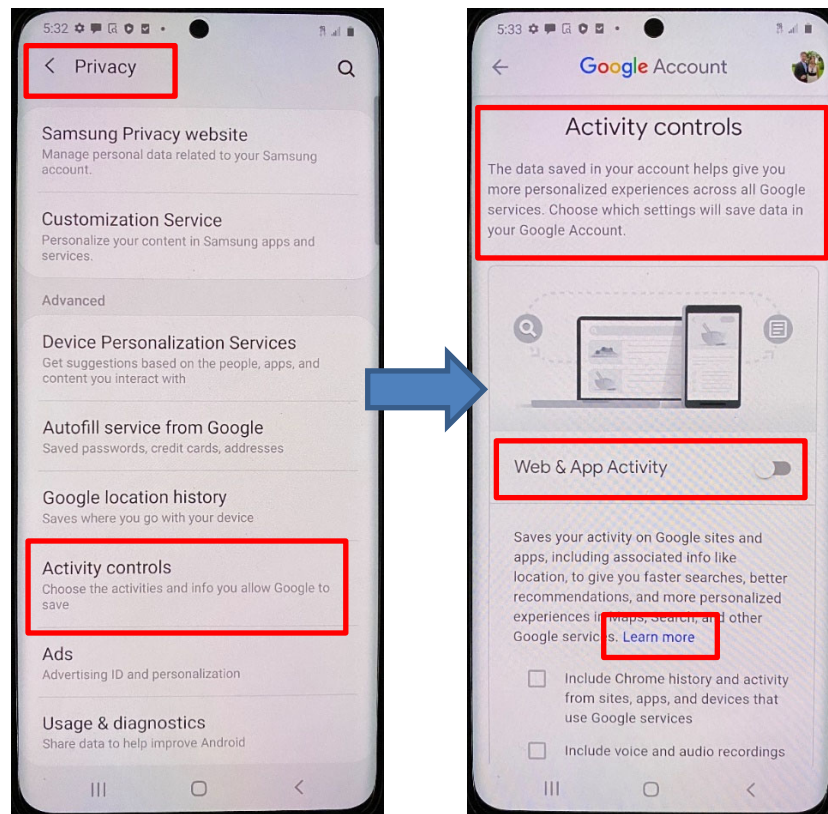 5:32
Privacy
Samsung Privacy website
Manage personal data related to your Samsung
account.
Customization Service
Personalize your content in Samsung apps and
services.
Advanced
Device Personalization Services
Get suggestions based on the people, apps, and
content you interact with
Autofill service from Google
Saved passwords, credit cards, addresses
Google location history
Saves where you go with your device
Activity controls
Choose the activities and info you allow Google to
save
Ads
Advertising ID and personalization
Usage & diagnostics
Share data to help improve Android
5:33
Google Account
Activity controls
The data saved in your account helps give you
more personalized experiences across all Google
services. Choose which settings will save data in
your Google Account.
Web & App Activity
Saves your activity on Google sites and
apps, including associated info like
location, to give you faster searches, better
recommendations, and more personalized
experiences in Maps, Search, and other
Google services. Learn more
Include Chrome history and activity
from sites, apps, and devices that
use Google services
Include voice and audio recordings